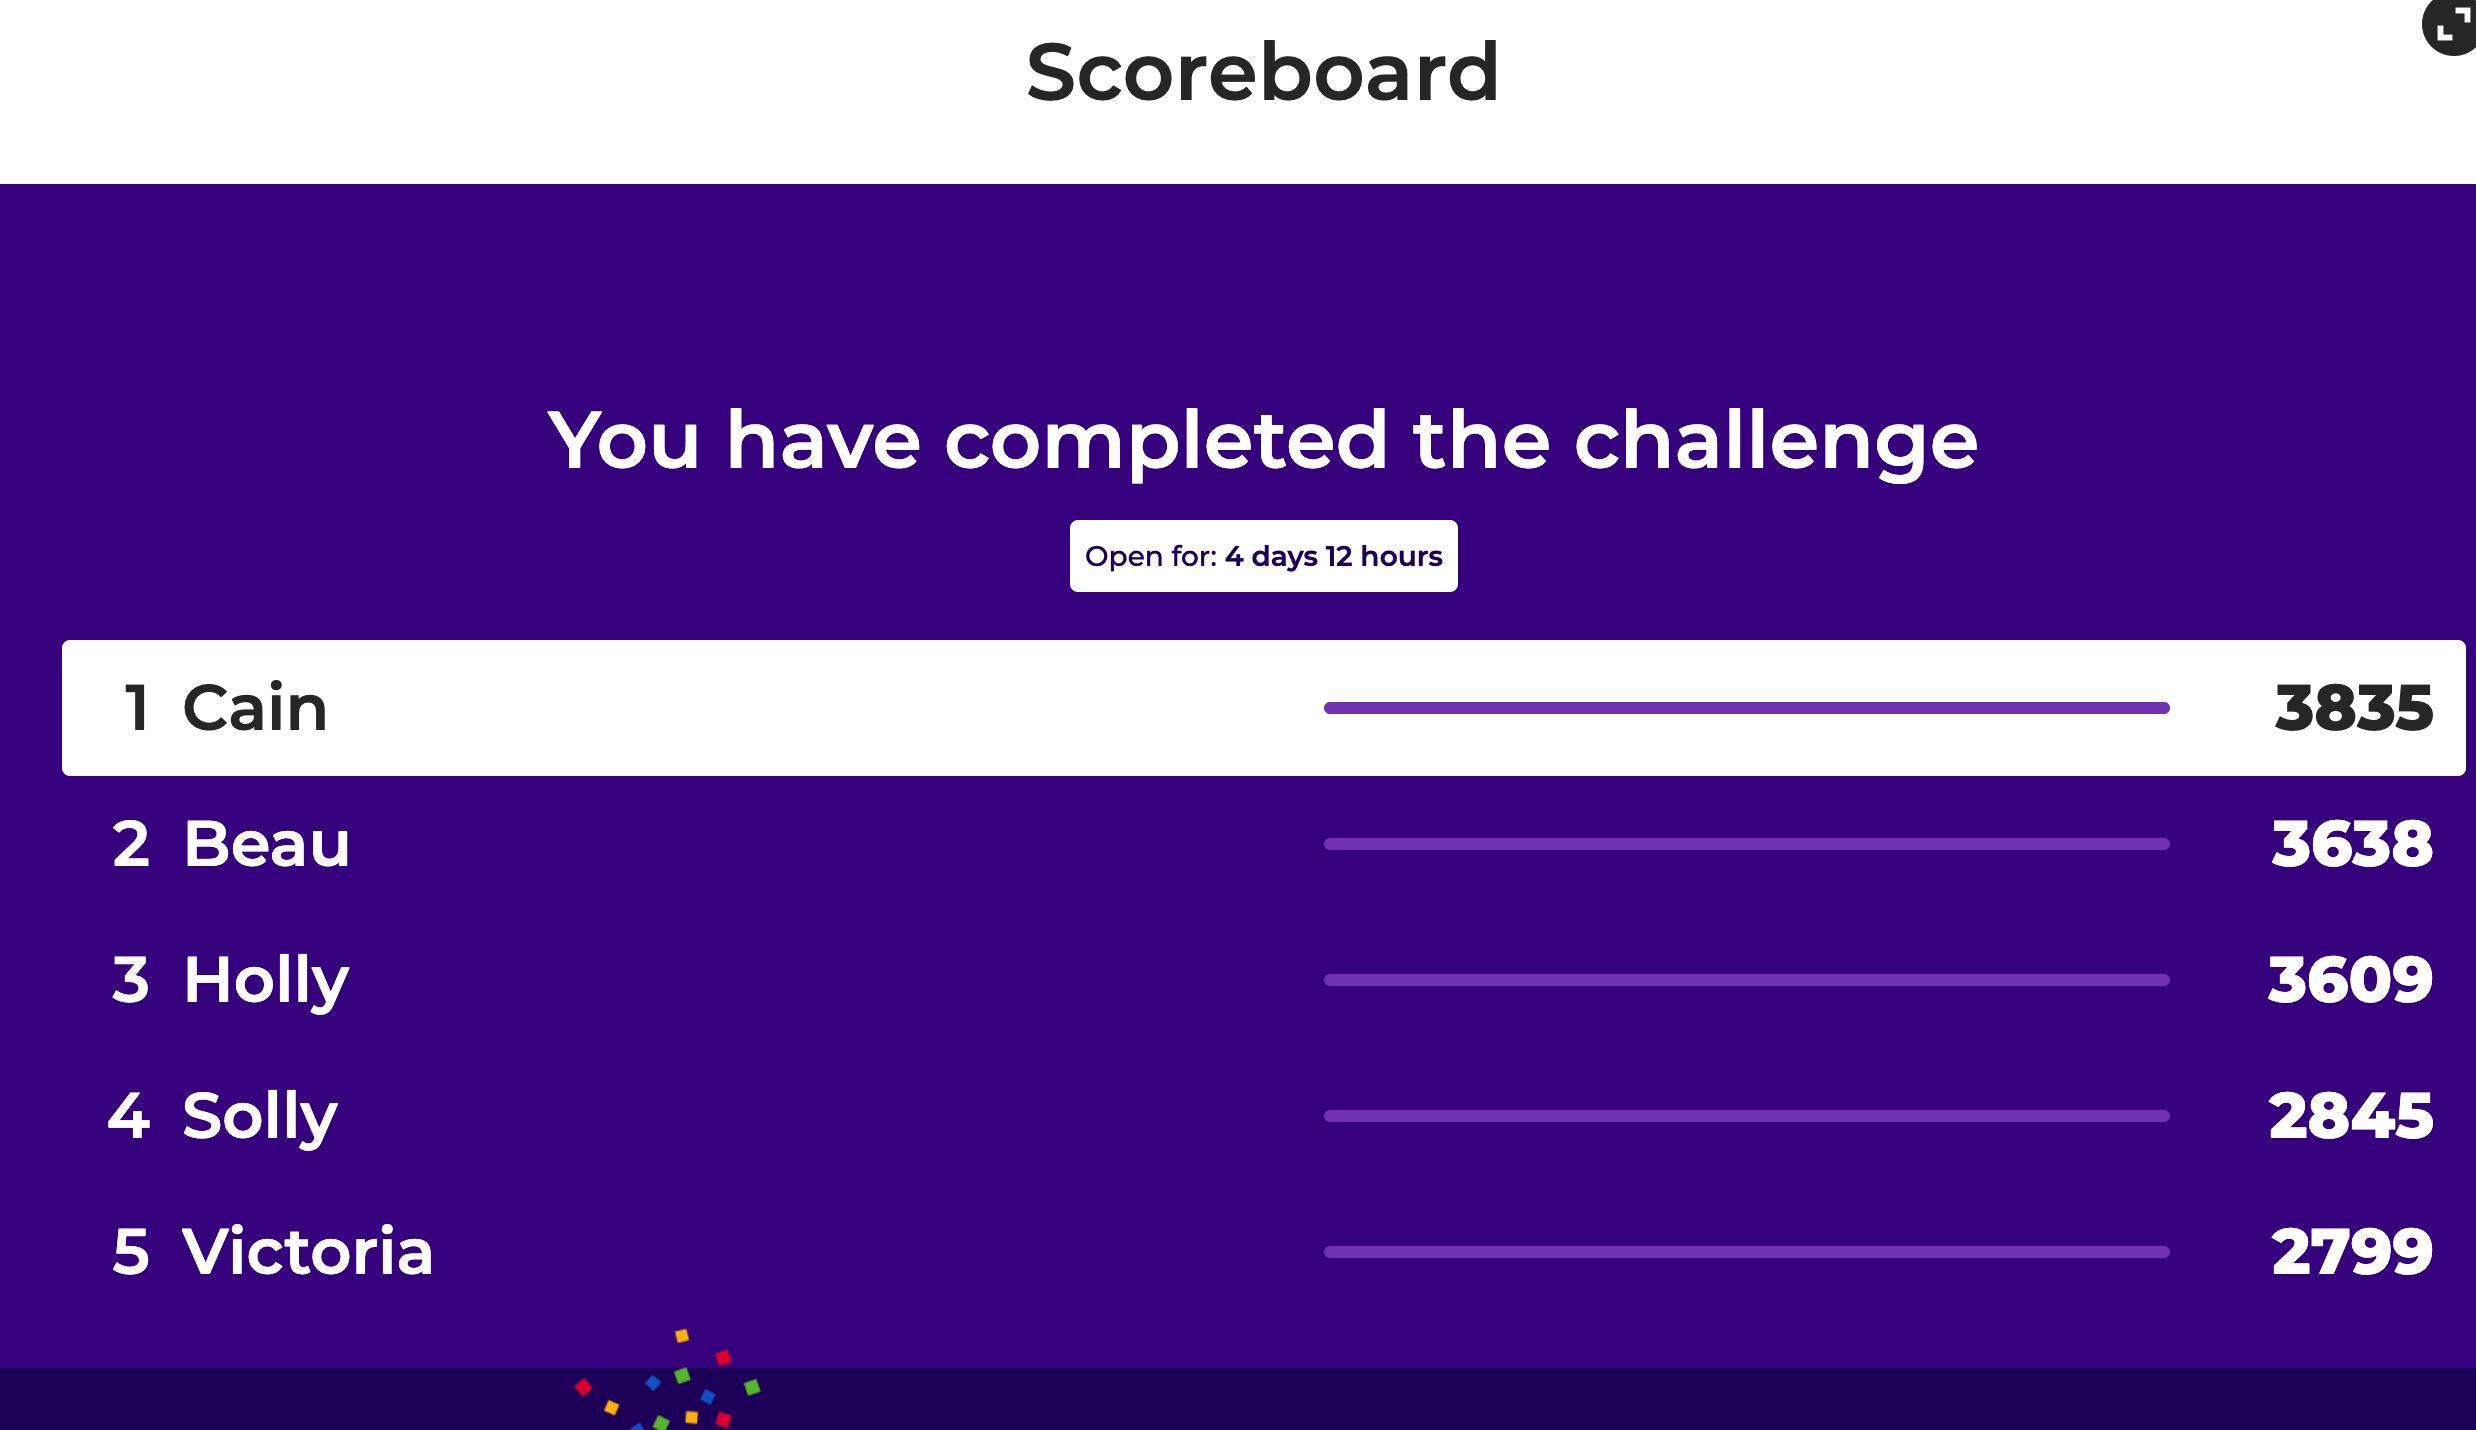 Scoreboard
You have completed the challenge
Open for: 4 days 12 hours
1 Cain 3835
2 Beau 3638
3 Holly 3609
4 Solly 2845
5 Victoria 2799